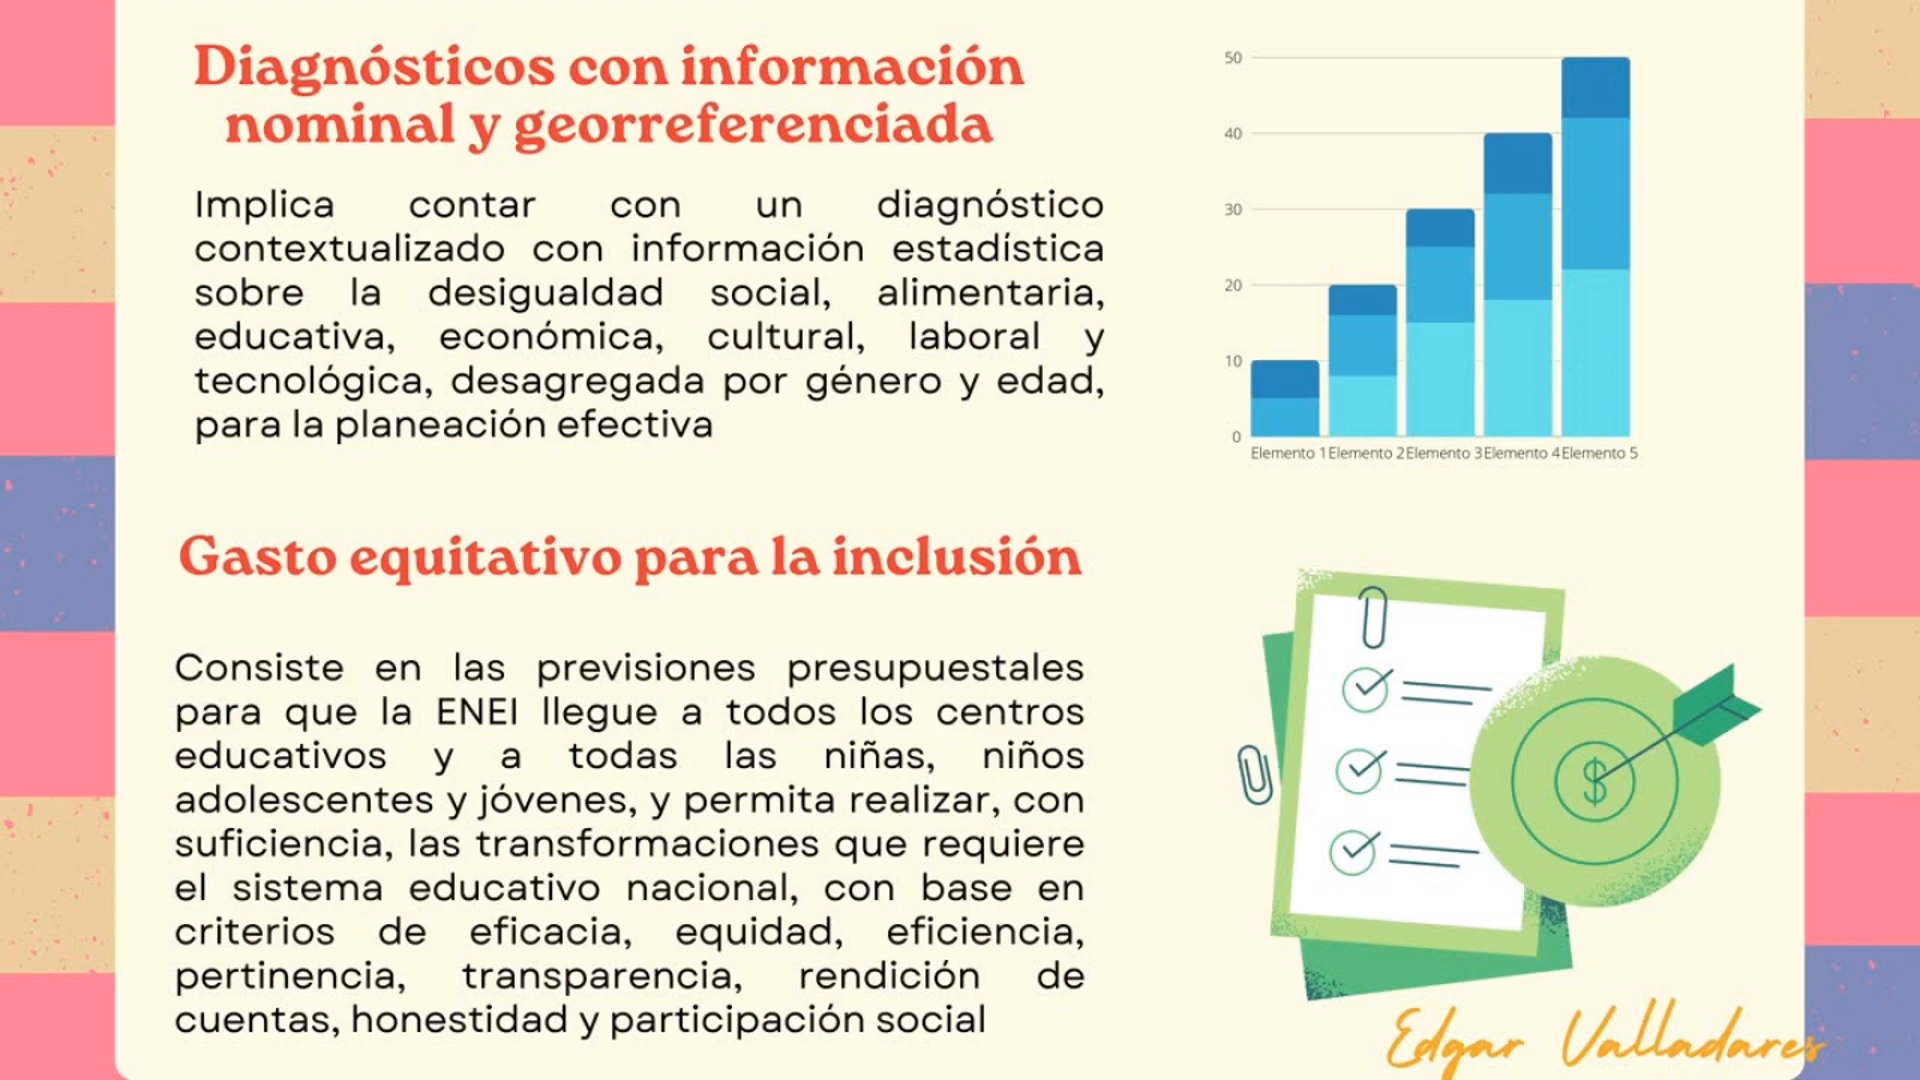 Diagnósticos con información
nominal y georreferenciada
Implica contar con un diagnóstico
contextualizado con información estadística
sobre la desigualdad social, alimentaria,
educativa, económica, cultural, laboral y
tecnológica, desagregada por género y edad,
para la planeación efectiva
50
40
30
20
10
0
Elemento 1 Elemento 2 Elemento 3 Elemento 4 Elemento 5
Gasto equitativo para la inclusión
Consiste en las previsiones presupuestales
para que la ENEI llegue a todos los centros
educativos y a todas las niñas, niños
adolescentes y jóvenes, y permita realizar, con
suficiencia, las transformaciones que requiere
el sistema educativo nacional, con base en
criterios de eficacia, equidad, eficiencia,
pertinencia, transparencia, rendición de
cuentas, honestidad y participación social
$
Edgar Valladares